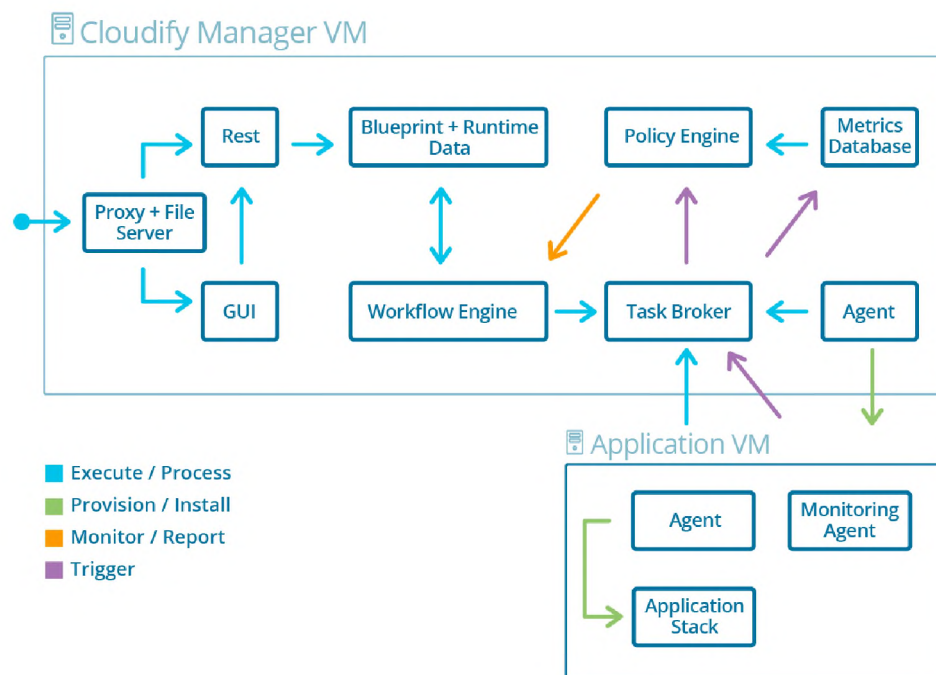 Cloudify Manager VM
Rest
Blueprint + Runtime
Data
Policy Engine
Metrics
Database
Proxy + File
Server
GUI
Workflow Engine
Task Broker
Agent
Application VM
Execute / Process
Provision / Install
Monitor / Report
Trigger
Agent
Monitoring
Agent
Application
Stack